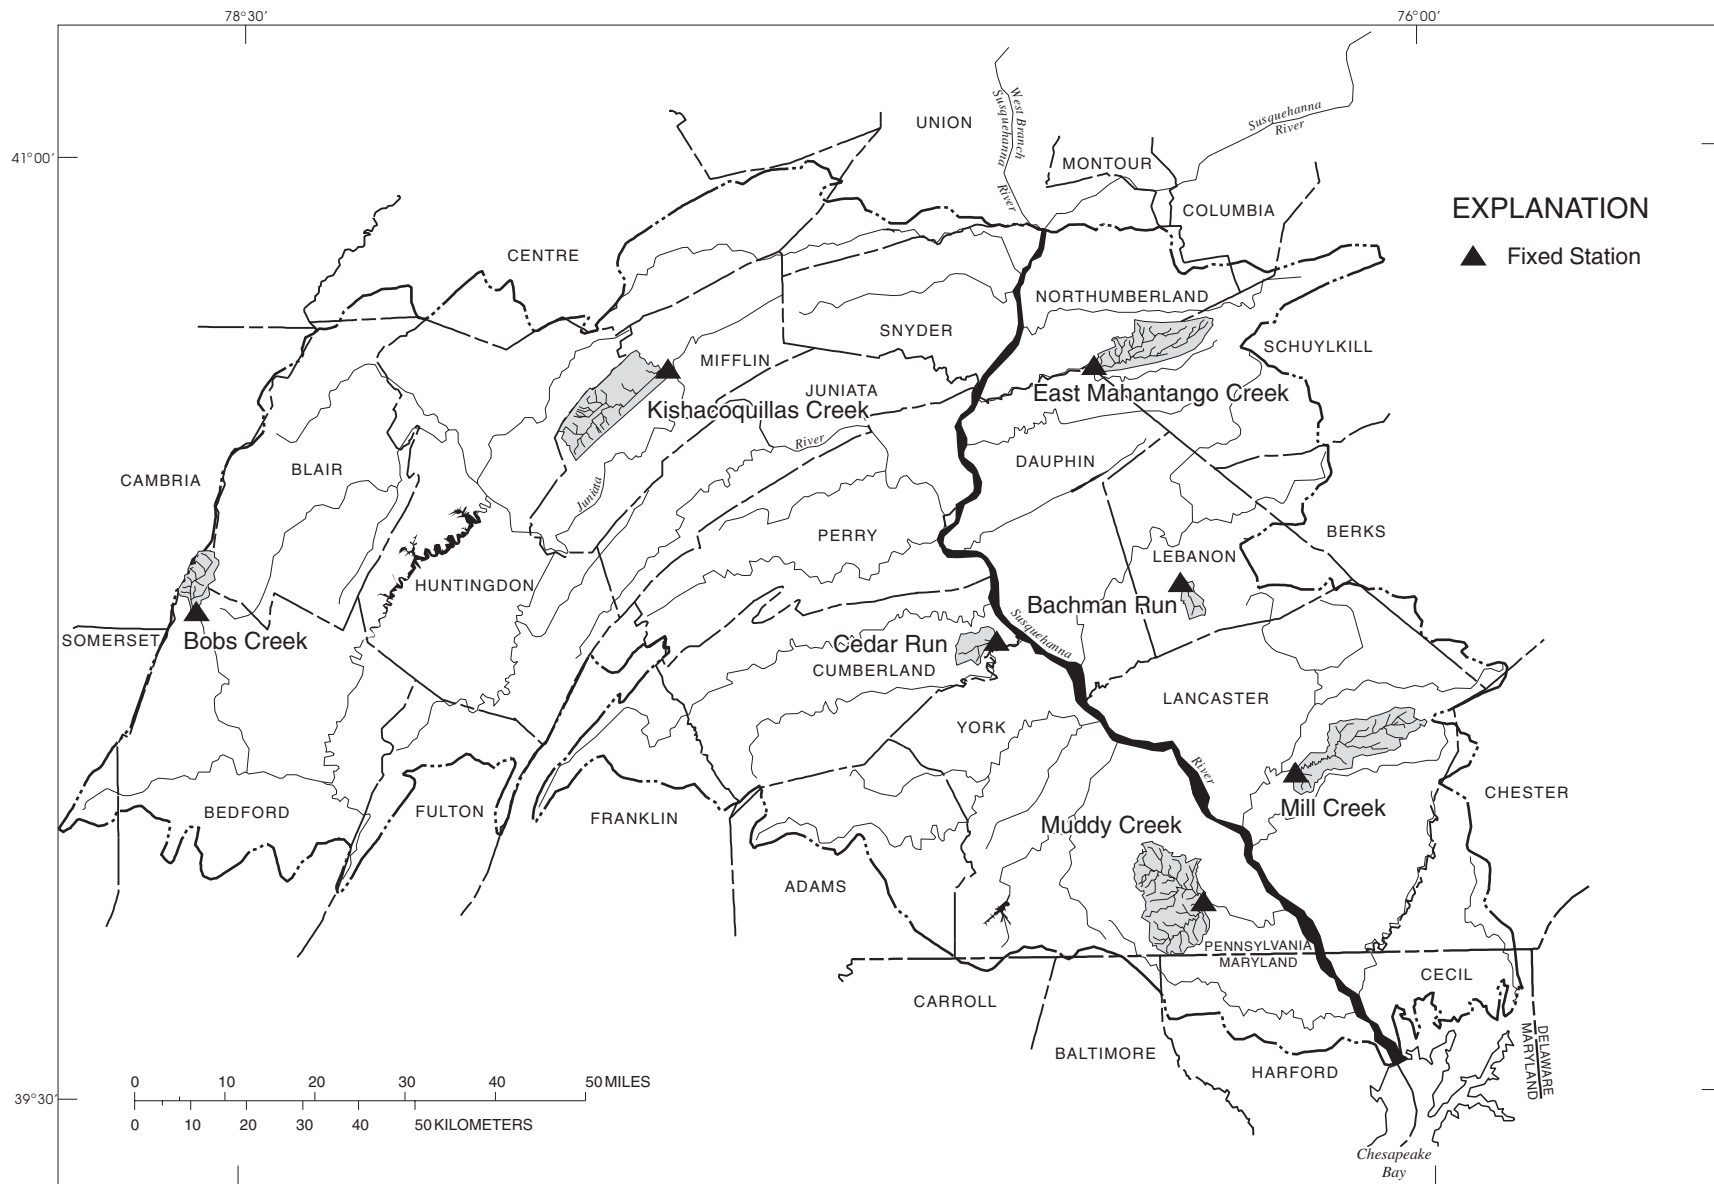 78°30'
76°00'
41°00'
39°30'
UNION
West Branch
Susquehanna
River
Susquehanna
River
MONTOUR
COLUMBIA
EXPLANATION
Fixed Station
CENTRE
NORTHUMBERLAND
SNYDER
SCHUYLKILL
MIFFLIN
JUNIATA
East Mahantango Creek
Kishacoquillas Creek
River
Juniata
DAUPHIN
CAMBRIA
BLAIR
PERRY
BERKS
LEBANON
HUNTINGDON
Bachman Run
SOMERSET
Bobs Creek
Cedar Run
Susquehanna
CUMBERLAND
LANCASTER
YORK
River
CHESTER
BEDFORD
FULTON
FRANKLIN
Mill Creek
Muddy Creek
ADAMS
PENNSYLVANIA
MARYLAND
CARROLL
CECIL
BALTIMORE
HARFORD
DELAWARE
MARYLAND
0 10 20 30 40 50 MILES
0 10 20 30 40 50 KILOMETERS
Chesapeake
Bay